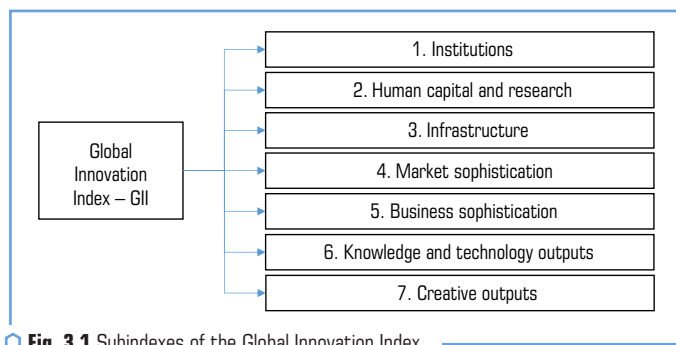 Global
Innovation
Index – GII
1. Institutions
2. Human capital and research
3. Infrastructure
4. Market sophistication
5. Business sophistication
6. Knowledge and technology outputs
7. Creative outputs
Fig. 3.1 Subindexes of the Global Innovation Index